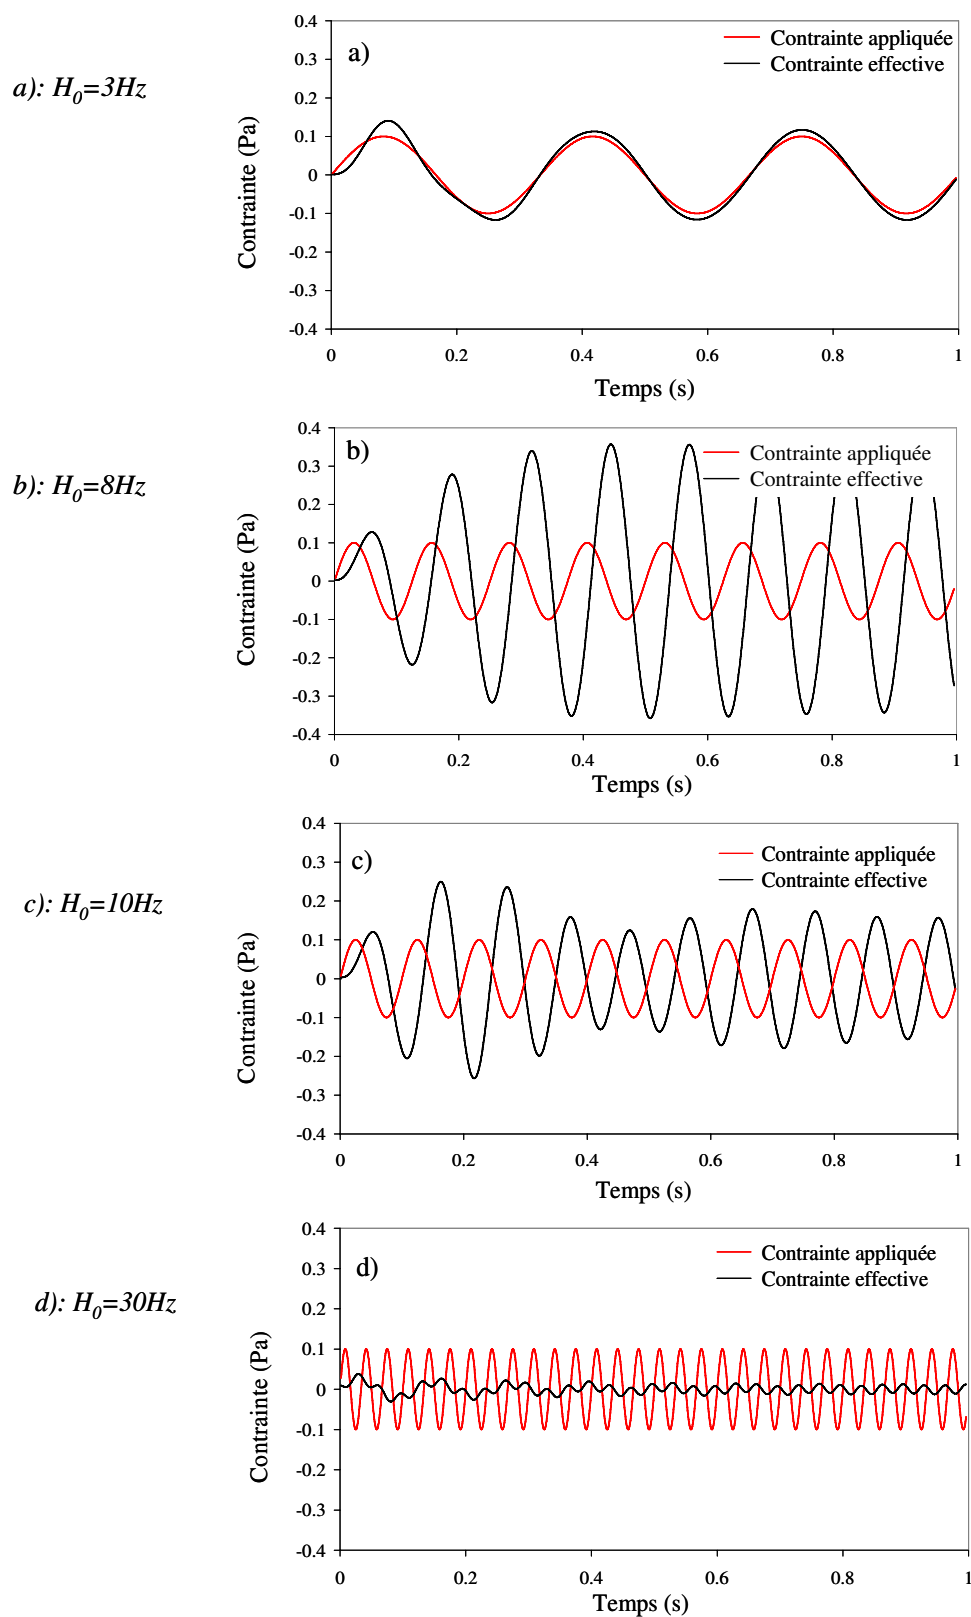 a): H0=3Hz
a)
Contrainte appliquée
Contrainte effective
Contrainte (Pa)
0.4
0.3
0.2
0.1
0
-0.1
-0.2
-0.3
-0.4
0 0.2 0.4 0.6 0.8 1
Temps (s)
b): H0=8Hz
b)
Contrainte appliquée
Contrainte effective
Contrainte (Pa)
0.4
0.3
0.2
0.1
0
-0.1
-0.2
-0.3
-0.4
0 0.2 0.4 0.6 0.8 1
Temps (s)
c): H0=10Hz
c)
Contrainte appliquée
Contrainte effective
Contrainte (Pa)
0.4
0.3
0.2
0.1
0
-0.1
-0.2
-0.3
-0.4
0 0.2 0.4 0.6 0.8 1
Temps (s)
d): H0=30Hz
d)
Contrainte appliquée
Contrainte effective
Contrainte (Pa)
0.4
0.3
0.2
0.1
0
-0.1
-0.2
-0.3
-0.4
0 0.2 0.4 0.6 0.8 1
Temps (s)